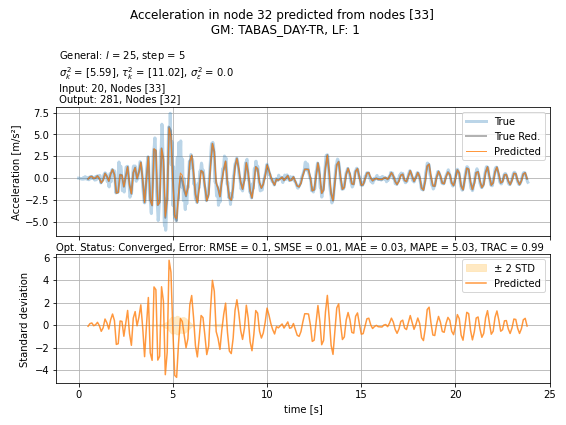 Acceleration in node 32 predicted from nodes [33]
GM: TABAS_DAY-TR, LF: 1
General: l = 25, step = 5
σ²ₖ = [5.59], τ²ₖ = [11.02], σ²ε = 0.0
Input: 20, Nodes [33]
Output: 281, Nodes [32]
Acceleration [m/s²]
7.5
5.0
2.5
0.0
−2.5
−5.0
True
True Red.
Predicted
Opt. Status: Converged, Error: RMSE = 0.1, SMSE = 0.01, MAE = 0.03, MAPE = 5.03, TRAC = 0.99
Standard deviation
6
4
2
0
−2
−4
± 2 STD
Predicted
0 5 10 15 20 25
time [s]